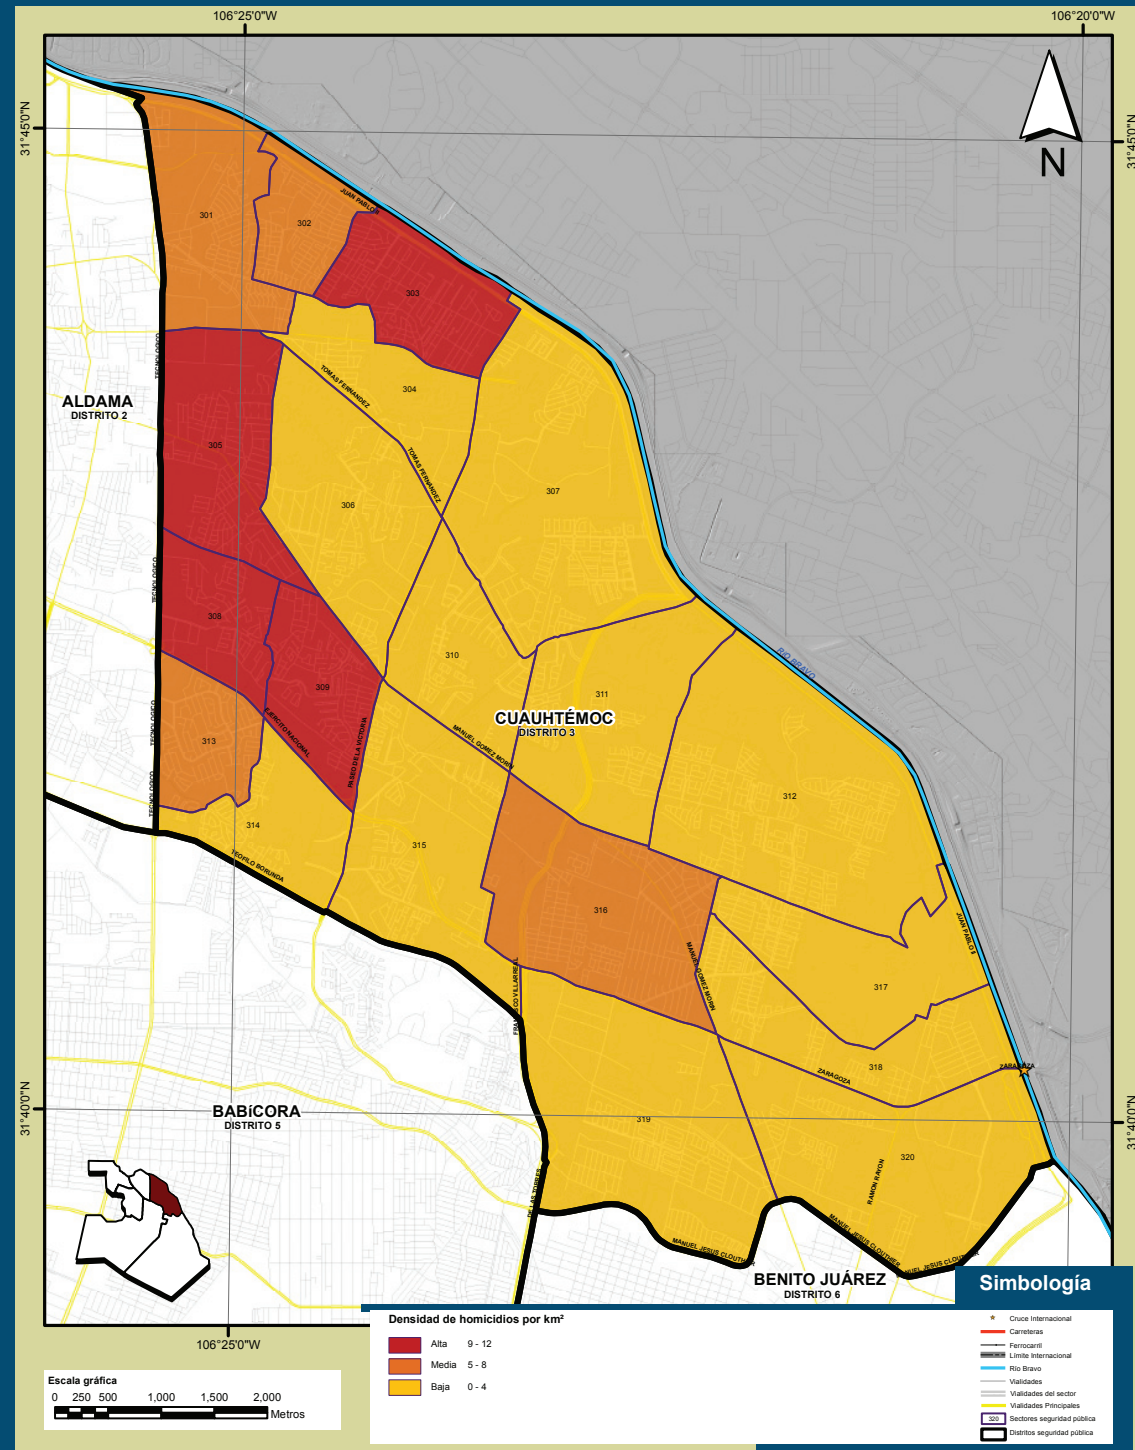 106°25'0"W
106°20'0"W
31°45'0"N
31°45'0"N
N
JUAN PABLO II
301
302
303
TECNOLOGICO
ALDAMA
DISTRITO 2
TOMAS FERNANDEZ
304
305
TOMAS FERNANDEZ
306
307
TECNOLOGICO
308
310
RIO BRAVO
309
311
CUAUHTÉMOC
DISTRITO 3
EJERCITO NACIONAL
TECNOLOGICO
313
PASEO DE LA VICTORIA
MANUEL GOMEZ MORIN
TECNOLOGICO
312
314
315
TEOFILO BORUNDA
316
JUAN PABLO II
MANUEL GOMEZ MORIN
FRANCISCO VILLARREAL
317
318
ZARAGOZA
ZARAGOZA
31°40'0"N
31°40'0"N
BABíCORA
DISTRITO 5
319
320
RAMON RAYON
DE LAS TORRES
MANUEL JESUS CLOUTHIER
MANUEL JESUS CLOUTHIER
MANUEL JESUS CLOUTHIER
BENITO JUÁREZ
DISTRITO 6
Simbología
106°25'0"W
Densidad de homicidios por km²
Alta 9 - 12
Media 5 - 8
Baja 0 - 4
Cruce Internacional
Carreteras
Ferrocarril
Límite Internacional
Río Bravo
Vialidades
Vialidades del sector
Vialidades Principales
320 Sectores seguridad pública
Distritos seguridad pública
Escala gráfica
0 250 500 1,000 1,500 2,000
Metros